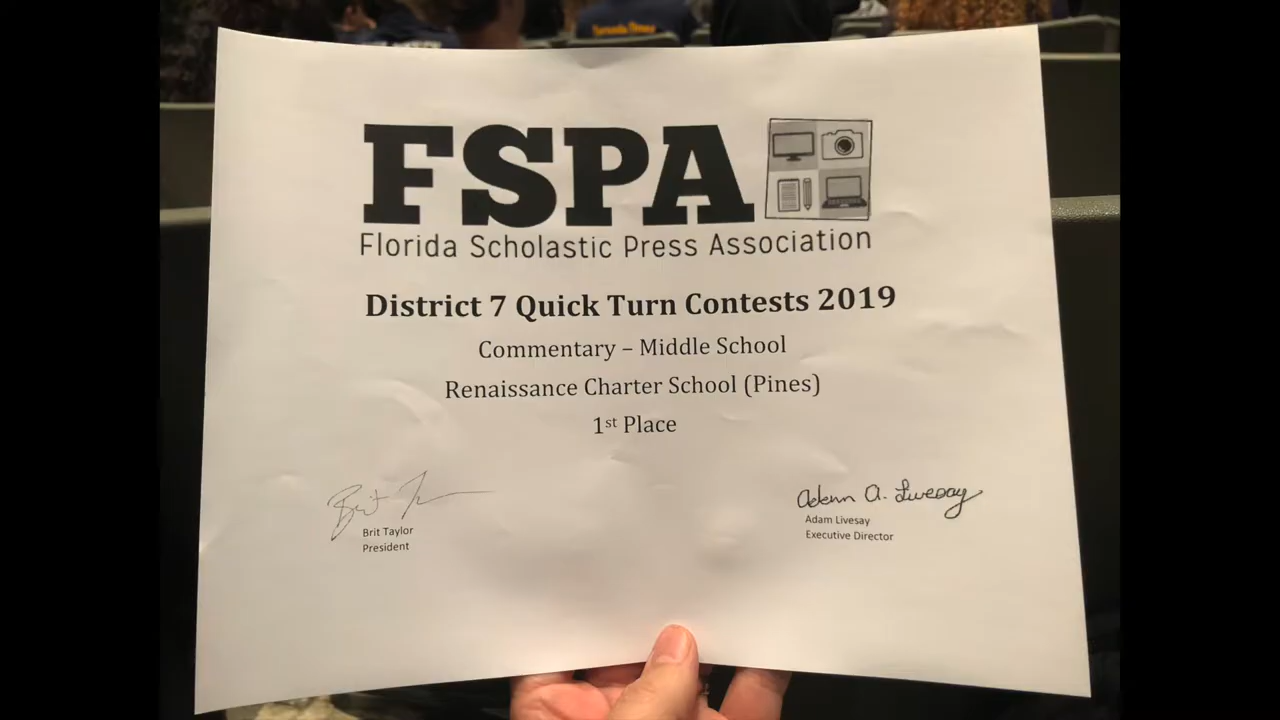 FSPA
Florida Scholastic Press Association
District 7 Quick Turn Contests 2019
Commentary – Middle School
Renaissance Charter School (Pines)
1st Place
Brit Taylor
President
Adam A. Livesay
Adam Livesay
Executive Director